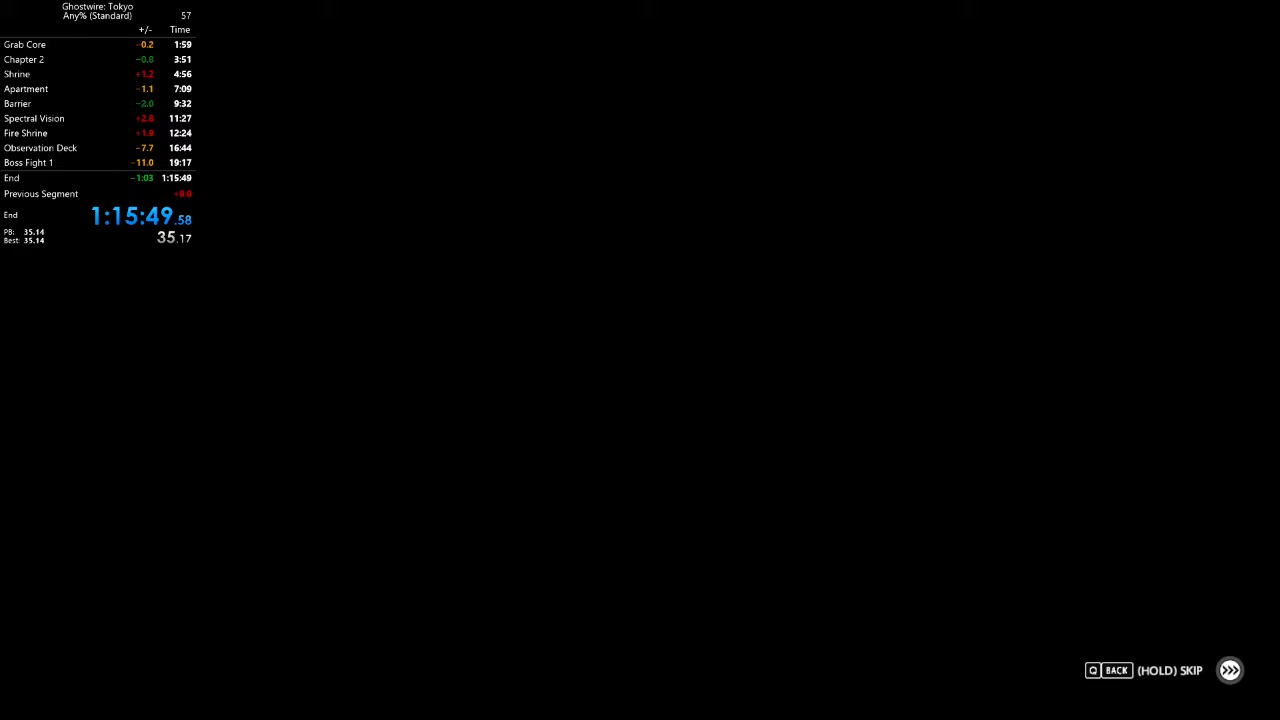 Ghostwire: Tokyo
Any% (Standard) 57
+/- Time
Grab Core -0.2 1:59
Chapter 2 -0.8 3:51
Shrine +1.2 4:56
Apartment -1.1 7:09
Barrier -2.0 9:32
Spectral Vision +2.8 11:27
Fire Shrine +1.9 12:24
Observation Deck -7.7 16:44
Boss Fight 1 -11.0 19:17
End -1:03 1:15:49
Previous Segment +0.0
End 1:15:49.58
PB: 35.14
Best: 35.14
35.17
Q BACK (HOLD) SKIP